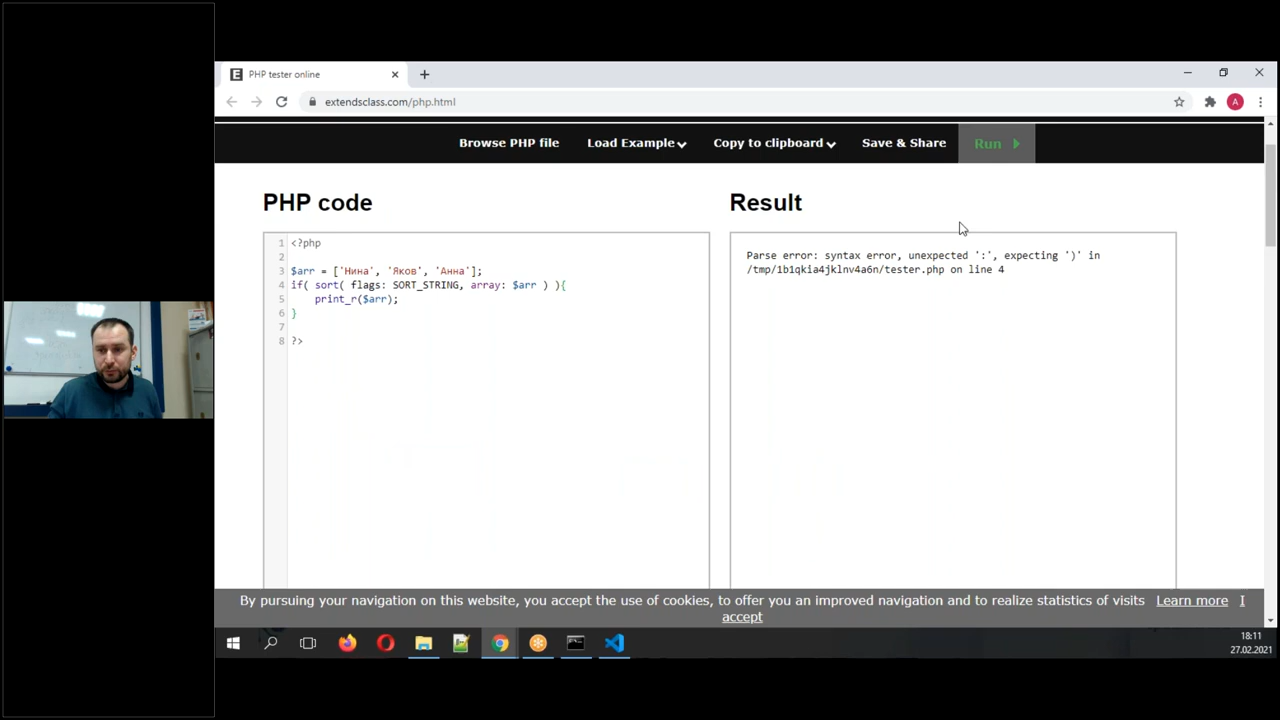 PHP tester online
extendsclass.com/php.html
A
Browse PHP file
Load Example
Copy to clipboard
Save & Share
Run
PHP code
1 <?php
2
3 $arr = ['Нина', 'Яков', 'Анна'];
4 if( sort( flags: SORT_STRING, array: $arr ) ){
5 print_r($arr);
6 }
7
8 ?>
Result
Parse error: syntax error, unexpected ':', expecting ')' in
/tmp/1b1qkia4jklnv4a6n/tester.php on line 4
By pursuing your navigation on this website, you accept the use of cookies, to offer you an improved navigation and to realize statistics of visits Learn more I
accept
18:11
27.02.2021